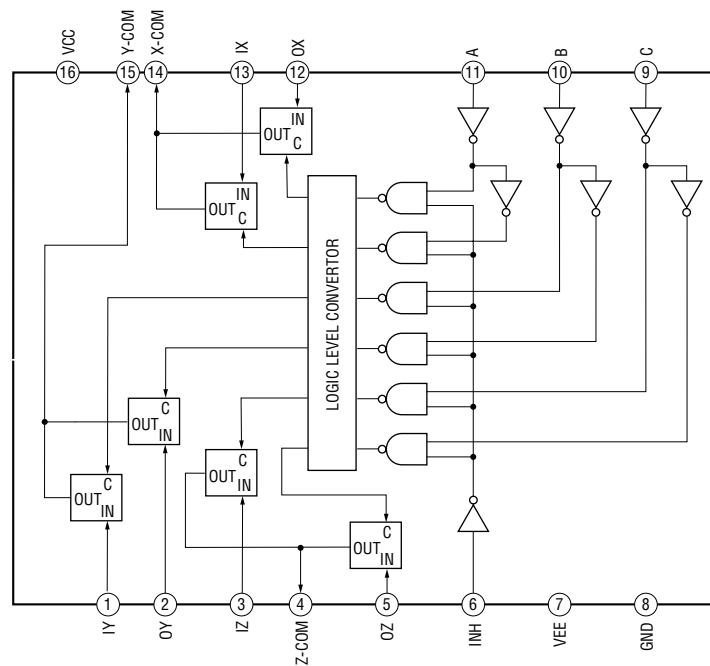 VCC
Y-COM
X-COM
IX
OX
A
B
C
16
15
14
13
12
11
10
9
IN
OUT
C
IN
OUT
C
LOGIC LEVEL CONVERTOR
C
OUT
IN
C
OUT
IN
C
OUT
IN
C
OUT
IN
1
2
3
4
5
6
7
8
IY
OY
IZ
Z-COM
OZ
INH
VEE
GND